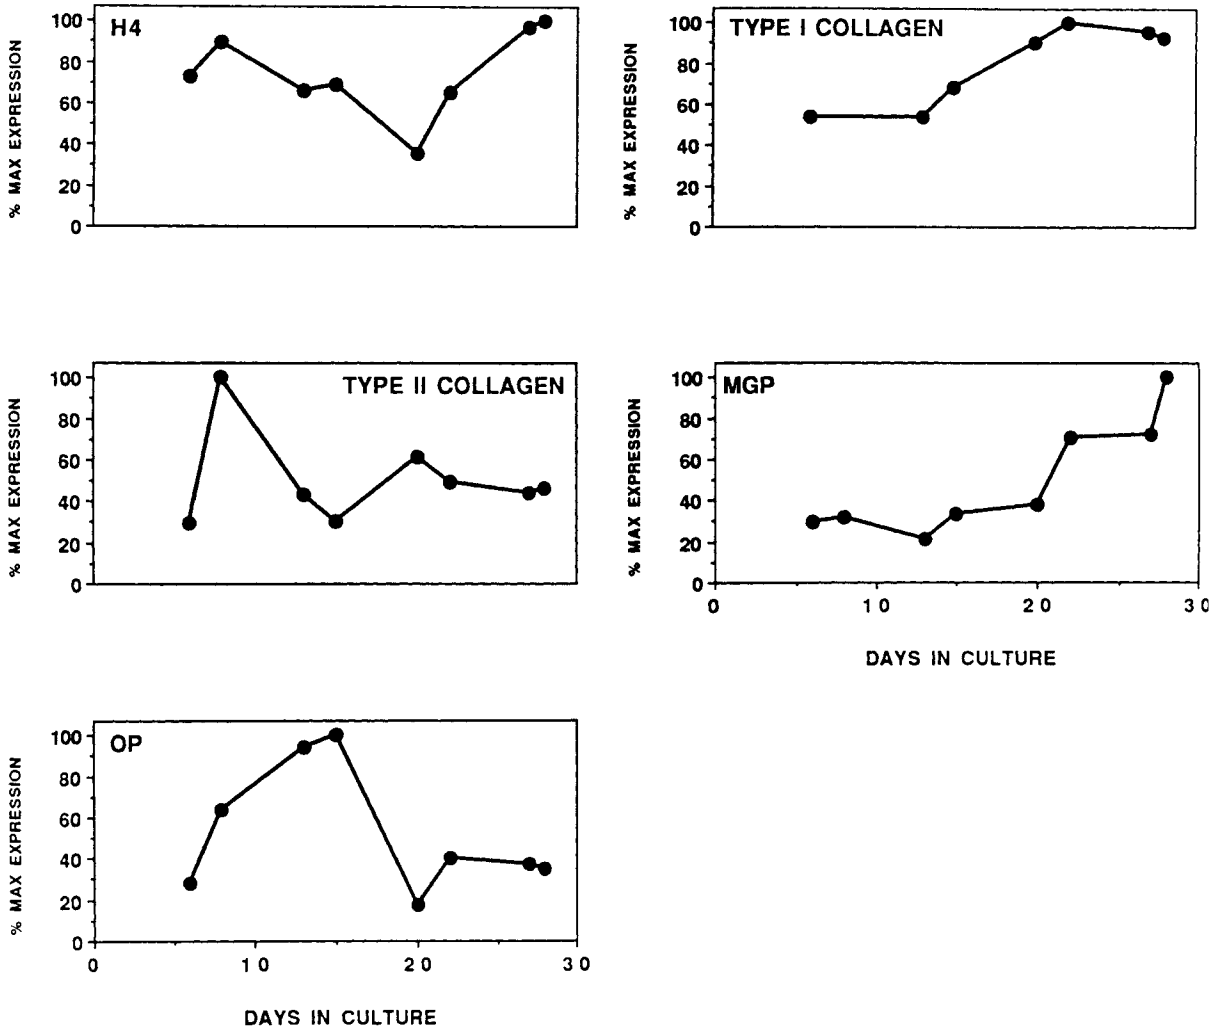 H4
100
80
60
40
20
0
% MAX EXPRESSION
TYPE I COLLAGEN
100
80
60
40
20
0
% MAX EXPRESSION
TYPE II COLLAGEN
100
80
60
40
20
0
% MAX EXPRESSION
MGP
100
80
60
40
20
0
% MAX EXPRESSION
0 10 20 30
DAYS IN CULTURE
OP
100
80
60
40
20
0
% MAX EXPRESSION
0 10 20 30
DAYS IN CULTURE